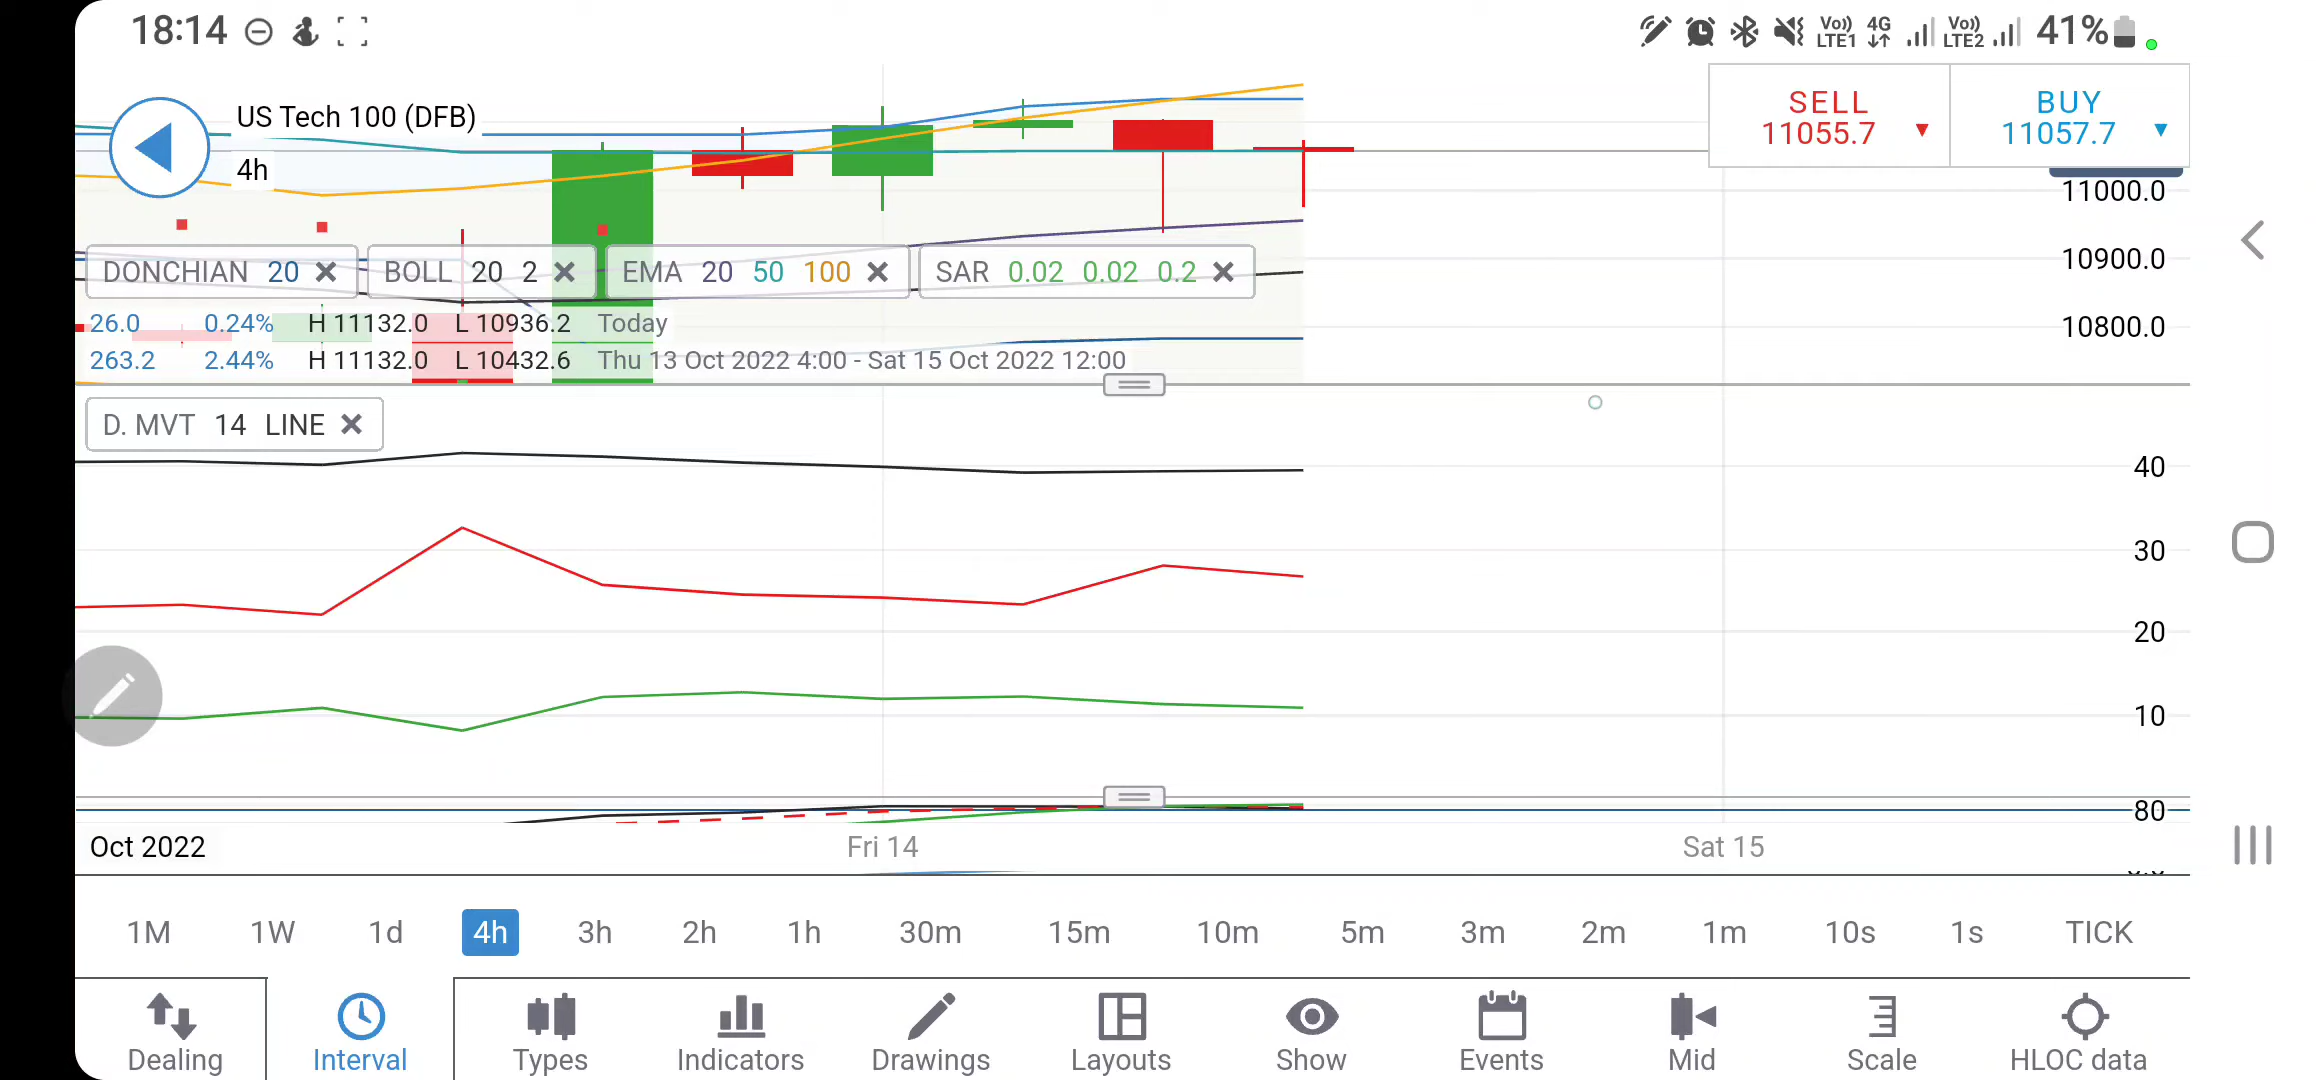 18:14
Vo)) LTE1 4G Vo)) LTE2 41%
US Tech 100 (DFB)
4h
SELL
11055.7
BUY
11057.7
11000.0
10900.0
10800.0
DONCHIAN 20
BOLL 20 2
EMA 20 50 100
SAR 0.02 0.02 0.2
26.0 0.24% H 11132.0 L 10936.2 Today
263.2 2.44% H 11132.0 L 10432.6 Thu 13 Oct 2022 4:00 - Sat 15 Oct 2022 12:00
D. MVT 14 LINE
40
30
20
10
80
Oct 2022 Fri 14 Sat 15
1M 1W 1d 4h 3h 2h 1h 30m 15m 10m 5m 3m 2m 1m 10s 1s TICK
Dealing Interval Types Indicators Drawings Layouts Show Events Mid Scale HLOC data